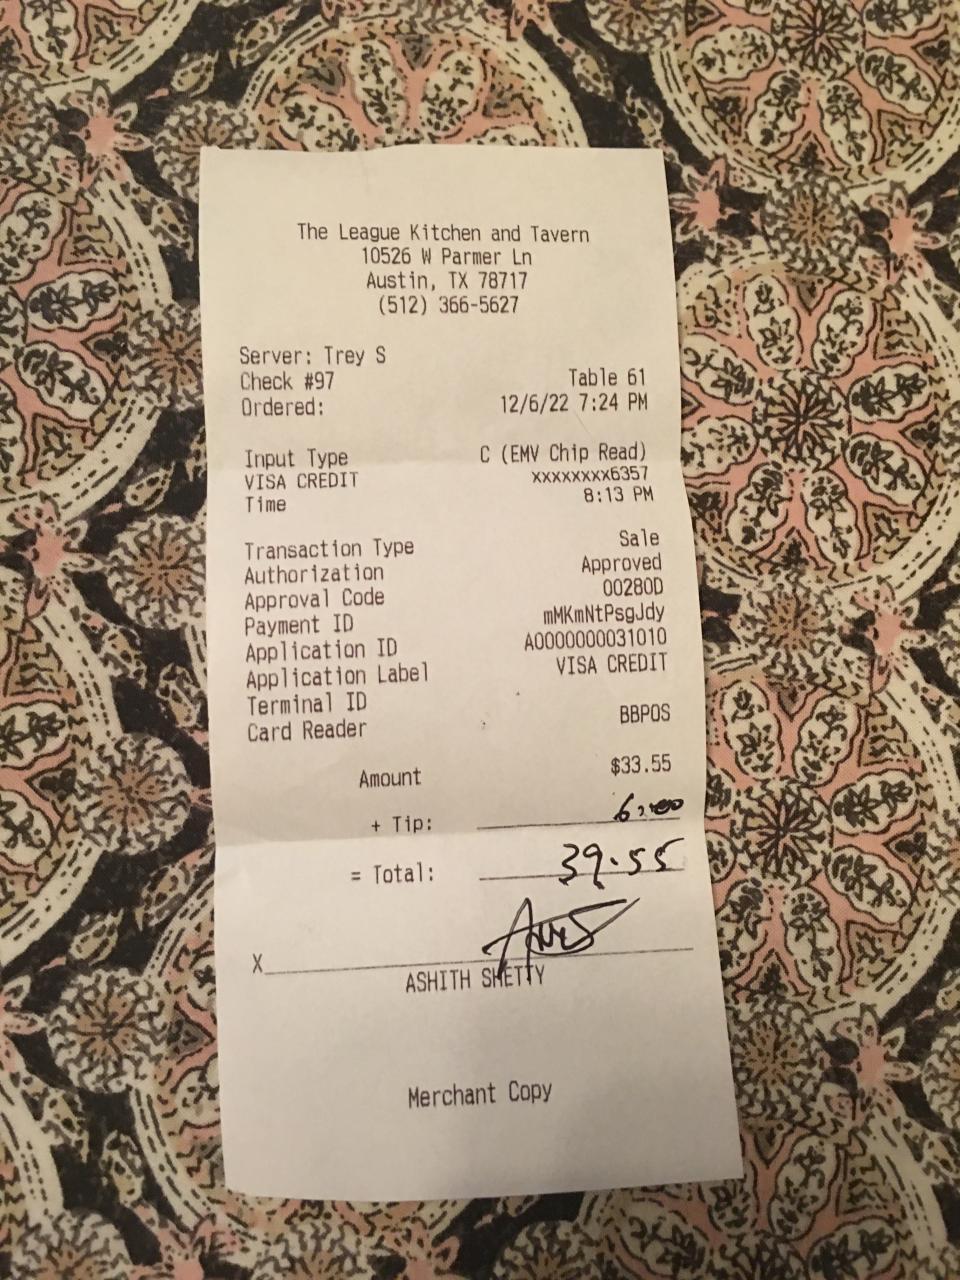 The League Kitchen and Tavern
10526 W Parmer Ln
Austin, TX 78717
(512) 366-5627
Server: Trey S
Check #97 Table 61
Ordered: 12/6/22 7:24 PM
Input Type C (EMV Chip Read)
VISA CREDIT xxxxxxxx6357
Time 8:13 PM
Transaction Type Sale
Authorization Approved
Approval Code 00280D
Payment ID mMKmNtPsgJdy
Application ID A0000000031010
Application Label VISA CREDIT
Terminal ID
Card Reader BBPOS
Amount $33.55
+ Tip: 6.00
= Total: 39.55
X
ASHITH SHETTY
Merchant Copy